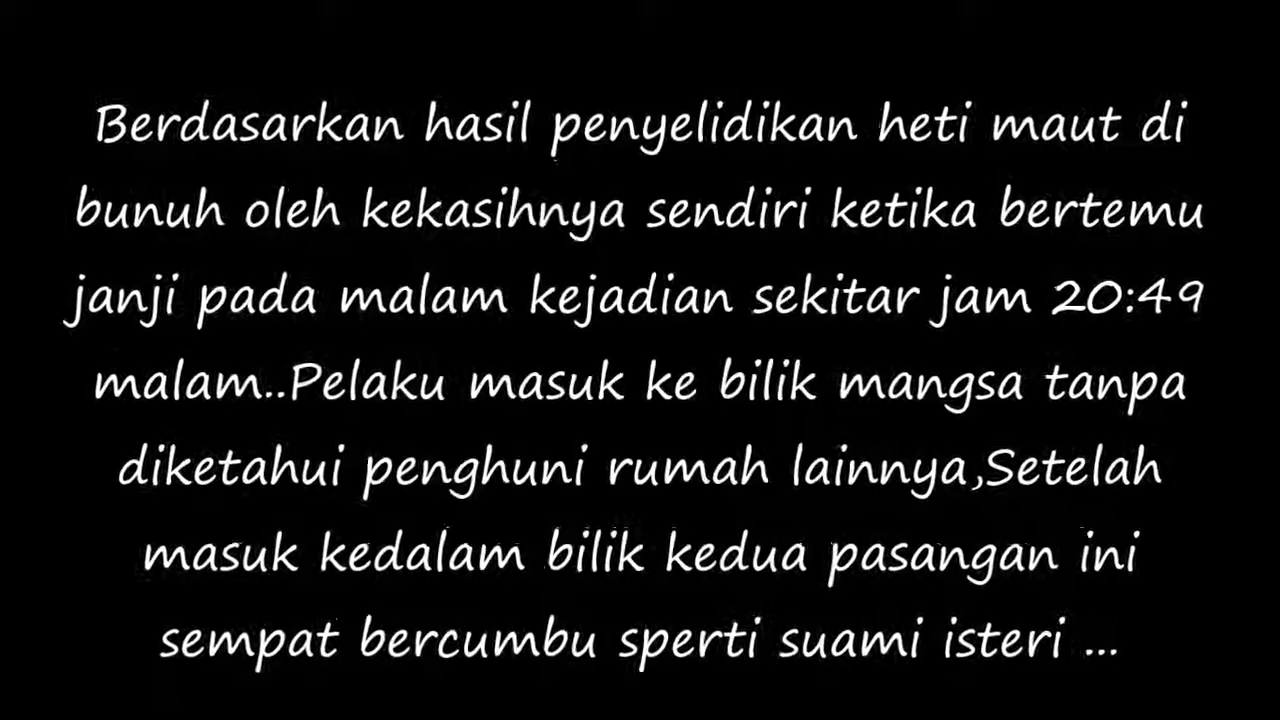 Berdasarkan hasil penyelidikan heti maut di
bunuh oleh kekasihnya sendiri ketika bertemu
janji pada malam kejadian sekitar jam 20:49
malam..Pelaku masuk ke bilik mangsa tanpa
diketahui penghuni rumah lainnya,Setelah
masuk kedalam bilik kedua pasangan ini
sempat bercumbu sperti suami isteri ...